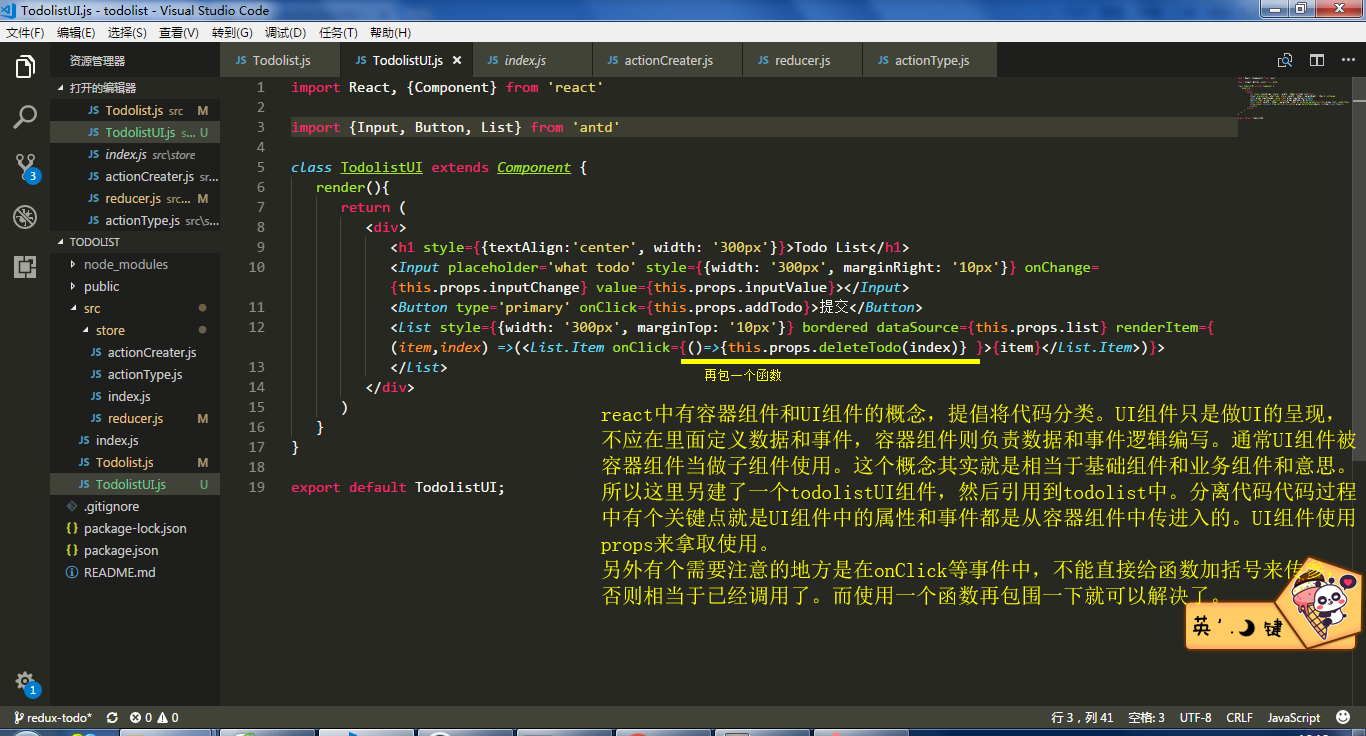 TodolistUI.js - todolist - Visual Studio Code
文件(F) 编辑(E) 选择(S) 查看(V) 转到(G) 调试(D) 任务(T) 帮助(H)
资源管理器
JS Todolist.js JS TodolistUI.js × JS index.js JS actionCreater.js JS reducer.js JS actionType.js
打开的编辑器
JS Todolist.js src M
JS TodolistUI.js s... U
JS index.js src\store
JS actionCreater.js sr...
JS reducer.js src... M
JS actionType.js src\s...
TODOLIST
node_modules
public
src
store
JS actionCreater.js
JS actionType.js
JS index.js
JS reducer.js M
JS index.js
JS Todolist.js M
JS TodolistUI.js U
.gitignore
{} package-lock.json
{} package.json
README.md
3
1
1 import React, {Component} from 'react'
2
3 import {Input, Button, List} from 'antd'
4
5 class TodolistUI extends Component {
6 render(){
7 return (
8 <div>
9 <h1 style={{textAlign:'center', width: '300px'}}>Todo List</h1>
10 <Input placeholder='what todo' style={{width: '300px', marginRight: '10px'}} onChange=
{this.props.inputChange} value={this.props.inputValue}></Input>
11 <Button type='primary' onClick={this.props.addTodo}>提交</Button>
12 <List style={{width: '300px', marginTop: '10px'}} bordered dataSource={this.props.list} renderItem={
(item,index) =>(<List.Item onClick={()=>{this.props.deleteTodo(index)} }>{item}</List.Item>)}>
13 </List>
再包一个函数
14 </div>
15 )
16 }
17 }
18
19 export default TodolistUI;
react中有容器组件和UI组件的概念，提倡将代码分类。UI组件只是做UI的呈现，
不应在里面定义数据和事件，容器组件则负责数据和事件逻辑编写。通常UI组件被
容器组件当做子组件使用。这个概念其实就是相当于基础组件和业务组件和意思。
所以这里另建了一个todolistUI组件，然后引用到todolist中。分离代码代码过程
中有个关键点就是UI组件中的属性和事件都是从容器组件中传进入的。UI组件使用
props来拿取使用。
另外有个需要注意的地方是在onClick等事件中，不能直接给函数加括号来传
否则相当于已经调用了。而使用一个函数再包围一下就可以解决了。
英 ' . 键
redux-todo* 0 0 行 3，列 41 空格: 3 UTF-8 CRLF JavaScript